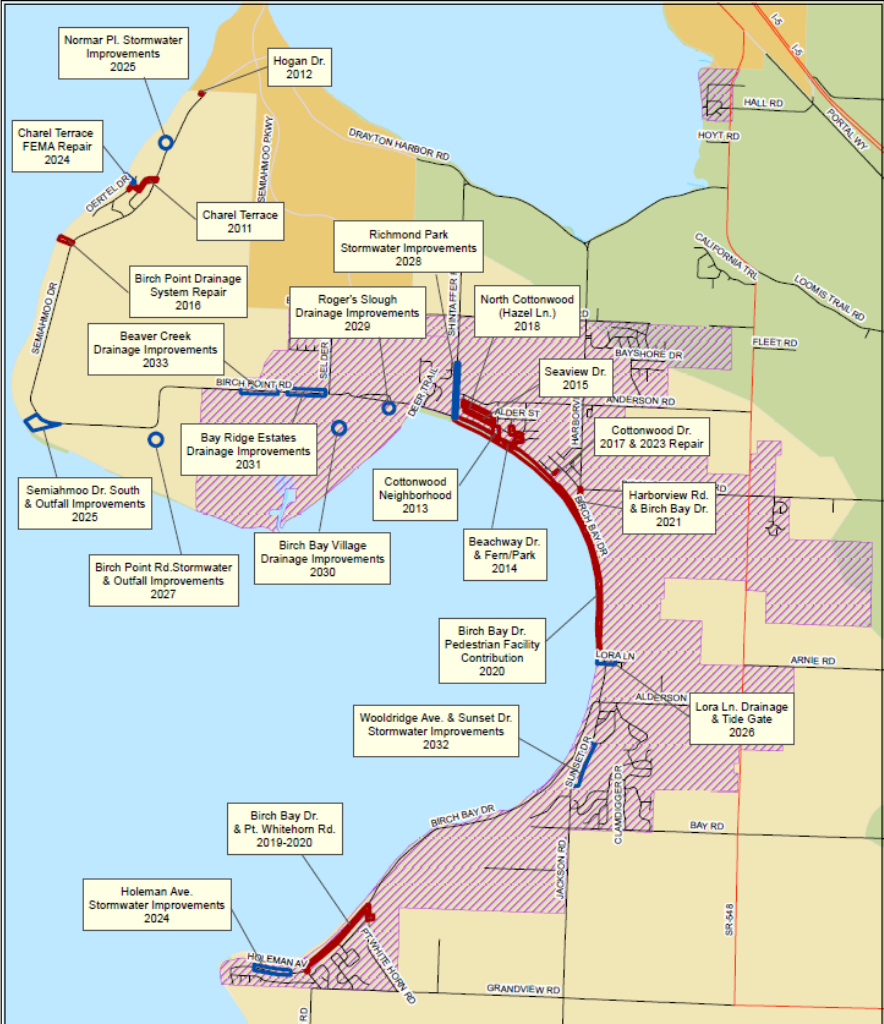 I-5
I-5
Normar Pl. Stormwater
Improvements
2025
Hogan Dr.
2012
HALL RD
PORTAL WY
HOYT RD
Charel Terrace
FEMA Repair
2024
SEMIAHMOO PKWY
DRAYTON HARBOR RD
OERTEL DR
Charel Terrace
2011
Richmond Park
Stormwater Improvements
2028
CALIFORNIA TRL
LOOMIS TRAIL RD
Birch Point Drainage
System Repair
2016
SEMIAHMOO DR
Roger's Slough
Drainage Improvements
2029
SHINTAFFER
North Cottonwood
(Hazel Ln.)
2018
Beaver Creek
Drainage Improvements
2033
SELDER
BAYSHORE DR
FLEET RD
Seaview Dr.
2015
BIRCH POINT RD
DEER TRAIL
ALDER ST
HARBORV
ANDERSON RD
Bay Ridge Estates
Drainage Improvements
2031
Cottonwood Dr.
2017 & 2023 Repair
Semiahmoo Dr. South
& Outfall Improvements
2025
Cottonwood
Neighborhood
2013
Harborview Rd.
& Birch Bay Dr.
2021
RD
BIRCH BAY DR
Birch Point Rd.Stormwater
& Outfall Improvements
2027
Birch Bay Village
Drainage Improvements
2030
Beachway Dr.
& Fern/Park
2014
Birch Bay Dr.
Pedestrian Facility
Contribution
2020
LORA LN
ARNIE RD
ALDERSON
Lora Ln. Drainage
& Tide Gate
2026
Wooldridge Ave. & Sunset Dr.
Stormwater Improvements
2032
SUNSET DR
CLAMDIGGER DR
BIRCH BAY DR
BAY RD
Birch Bay Dr.
& Pt. Whitehorn Rd.
2019-2020
JACKSON RD
Holeman Ave.
Stormwater Improvements
2024
SR-548
HOLEMAN AV
PT WHITE HORN RD
GRANDVIEW RD
RD